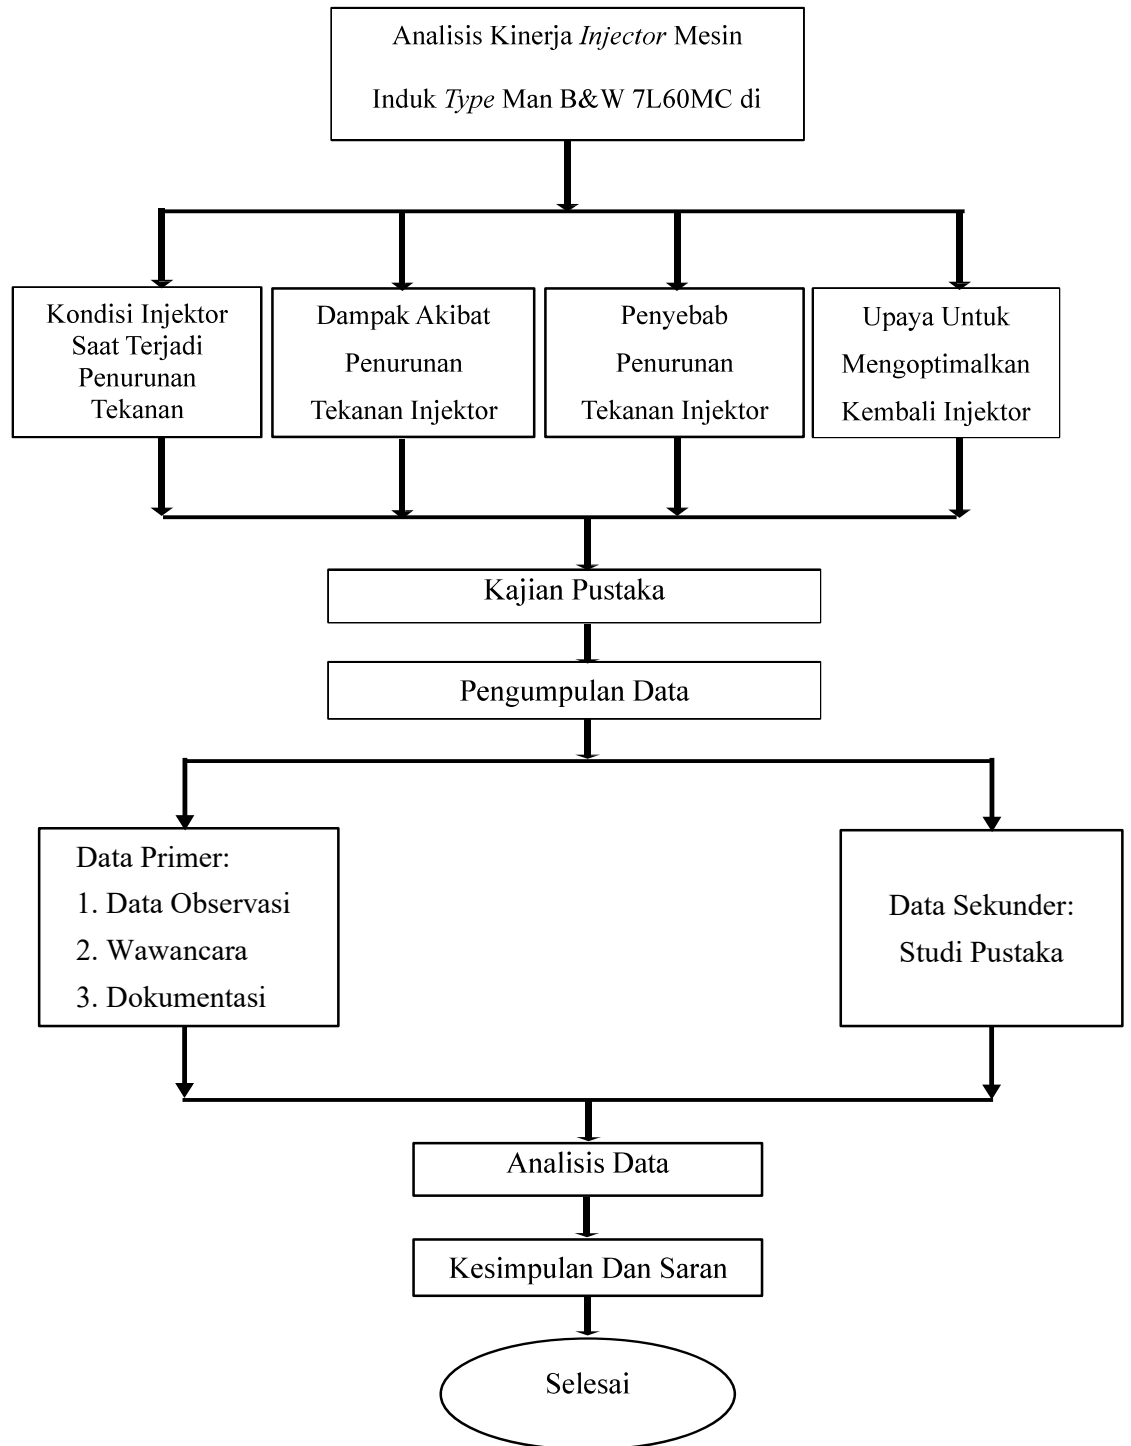 Analisis Kinerja Injector Mesin
Induk Type Man B&W 7L60MC di
Kondisi Injektor
Saat Terjadi
Penurunan
Tekanan
Dampak Akibat
Penurunan
Tekanan Injektor
Penyebab
Penurunan
Tekanan Injektor
Upaya Untuk
Mengoptimalkan
Kembali Injektor
Kajian Pustaka
Pengumpulan Data
Data Primer:
1. Data Observasi
2. Wawancara
3. Dokumentasi
Data Sekunder:
Studi Pustaka
Analisis Data
Kesimpulan Dan Saran
Selesai